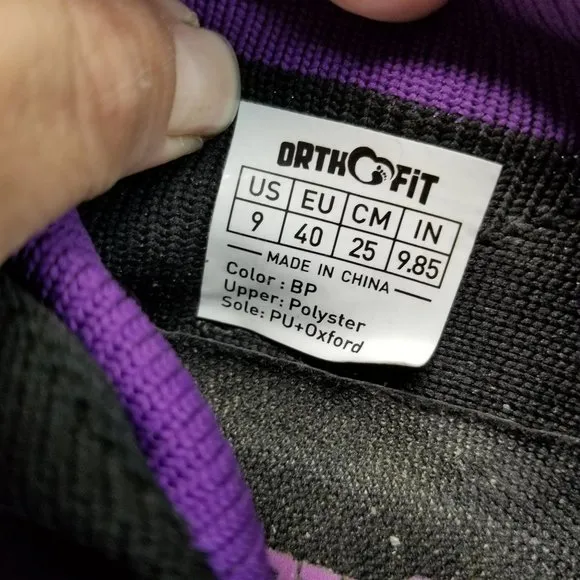 ORTHOFiT
US EU CM IN
9 40 25 9.85
MADE IN CHINA
Color : BP
Upper: Polyster
Sole: PU+Oxford